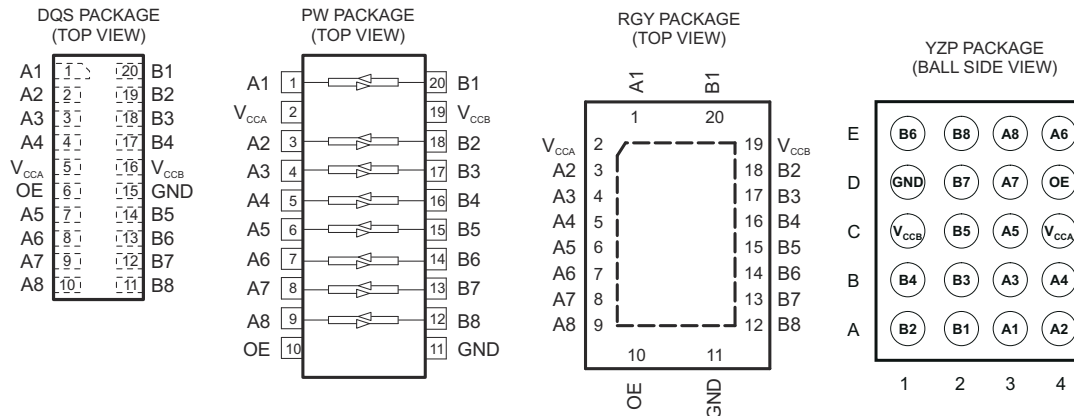 DQS PACKAGE
(TOP VIEW)
A1 1 20 B1
A2 2 19 B2
A3 3 18 B3
A4 4 17 B4
VCCA 5 16 VCCB
OE 6 15 GND
A5 7 14 B5
A6 8 13 B6
A7 9 12 B7
A8 10 11 B8
PW PACKAGE
(TOP VIEW)
A1 1 20 B1
VCCA 2 19 VCCB
A2 3 18 B2
A3 4 17 B3
A4 5 16 B4
A5 6 15 B5
A6 7 14 B6
A7 8 13 B7
A8 9 12 B8
OE 10 11 GND
RGY PACKAGE
(TOP VIEW)
A1 B1
1 20
VCCA 2 19 VCCB
A2 3 18 B2
A3 4 17 B3
A4 5 16 B4
A5 6 15 B5
A6 7 14 B6
A7 8 13 B7
A8 9 12 B8
10 11
OE GND
YZP PACKAGE
(BALL SIDE VIEW)
E B6 B8 A8 A6
D GND B7 A7 OE
C VCCB B5 A5 VCCA
B B4 B3 A3 A4
A B2 B1 A1 A2
1 2 3 4